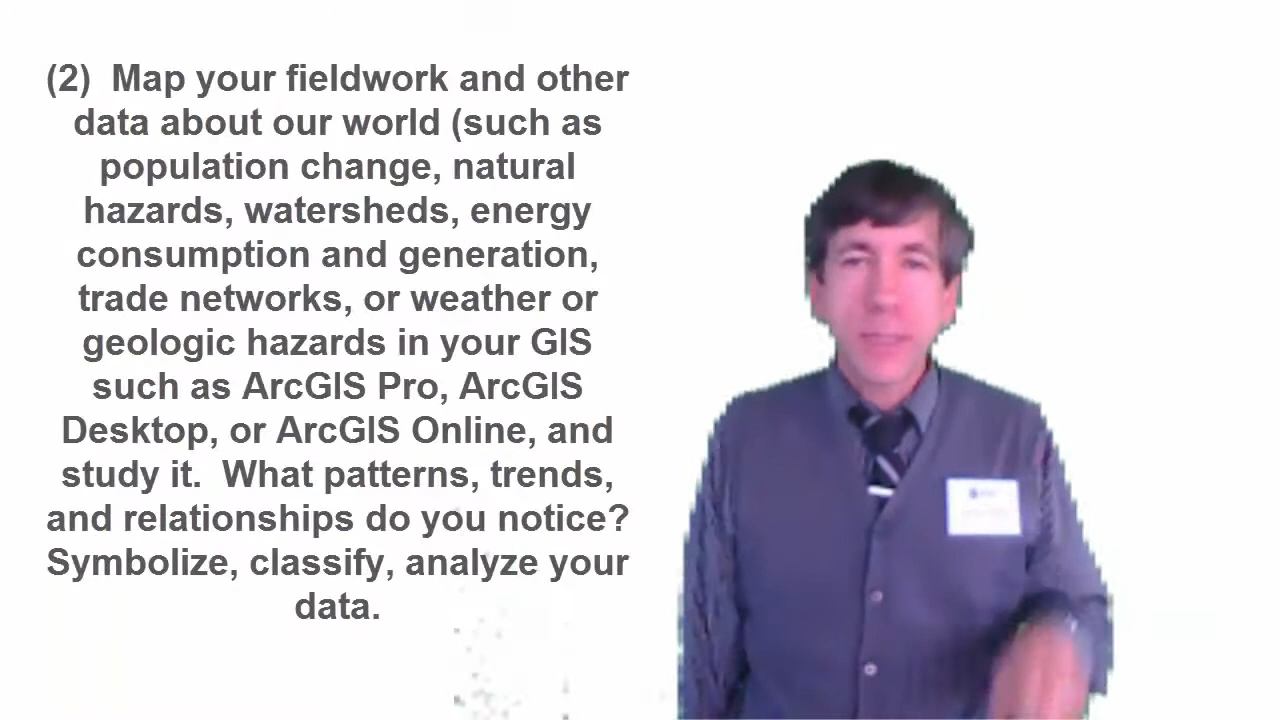 (2)  Map your fieldwork and other
data about our world (such as
population change, natural
hazards, watersheds, energy
consumption and generation,
trade networks, or weather or
geologic hazards in your GIS
such as ArcGIS Pro, ArcGIS
Desktop, or ArcGIS Online, and
study it.  What patterns, trends,
and relationships do you notice?
Symbolize, classify, analyze your
data.